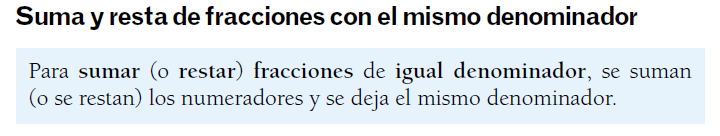 Suma y resta de fracciones con el mismo denominador
Para sumar (o restar) fracciones de igual denominador, se suman
(o se restan) los numeradores y se deja el mismo denominador.